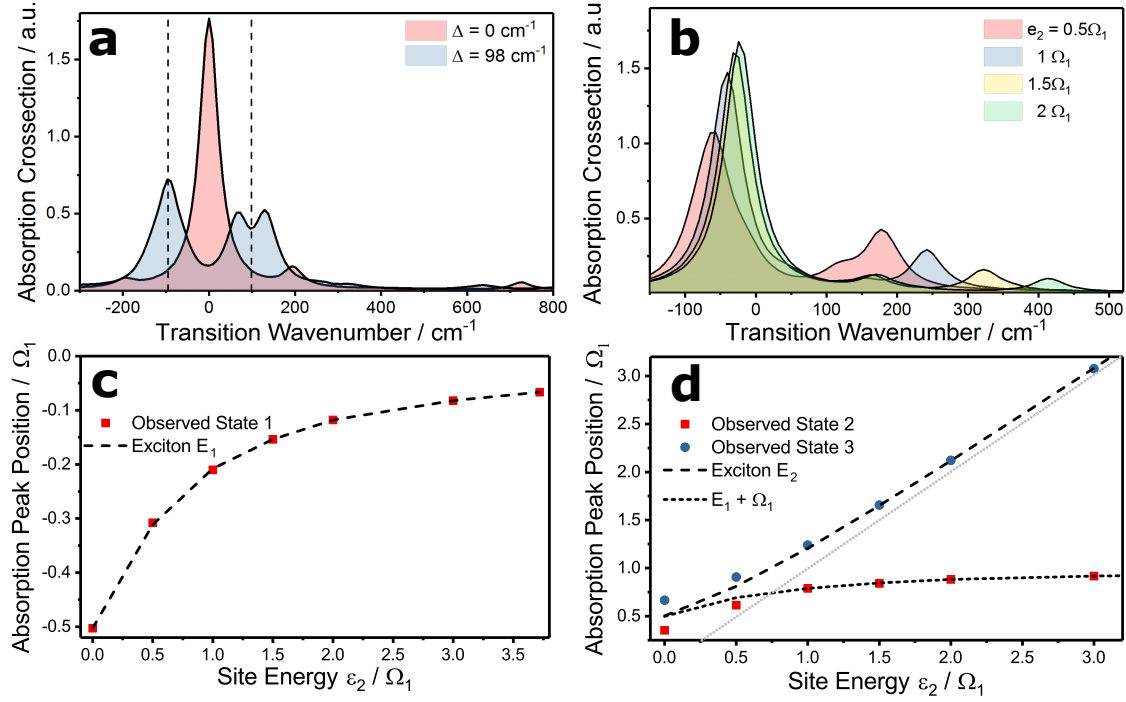 a
Absorption Crossection / a.u.
Δ = 0 cm⁻¹
Δ = 98 cm⁻¹
1.5
1.0
0.5
0.0
-200 0 200 400 600 800
Transition Wavenumber / cm⁻¹
b
Absorption Crossection / a.u
e₂ = 0.5Ω₁
1 Ω₁
1.5Ω₁
2 Ω₁
1.5
1.0
0.5
-100 0 100 200 300 400 500
Transition Wavenumber / cm⁻¹
c
Absorption Peak Position / Ω₁
Observed State 1
Exciton E₁
0.0
-0.1
-0.2
-0.3
-0.4
-0.5
0.0 0.5 1.0 1.5 2.0 2.5 3.0 3.5
Site Energy ε₂ / Ω₁
d
Absorption Peak Position / Ω₁
Observed State 2
Observed State 3
Exciton E₂
E₁ + Ω₁
3.0
2.5
2.0
1.5
1.0
0.5
0.0 0.5 1.0 1.5 2.0 2.5 3.0
Site Energy ε₂ / Ω₁